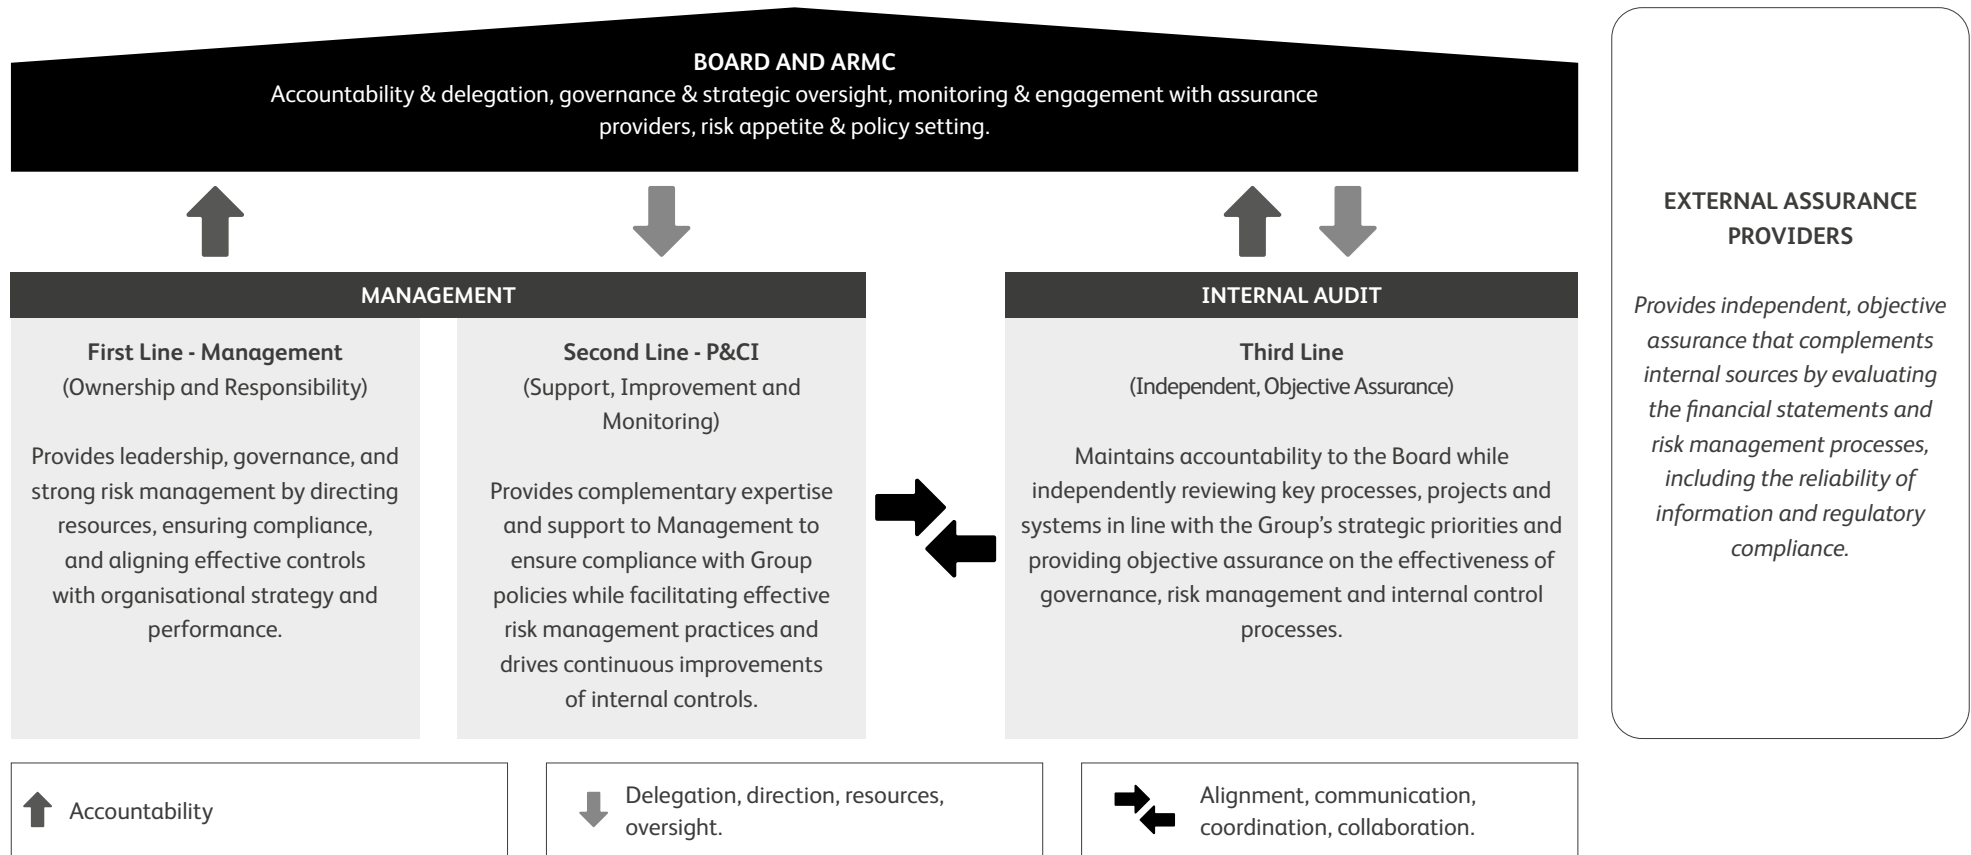 BOARD AND ARMC
Accountability & delegation, governance & strategic oversight, monitoring & engagement with assurance
providers, risk appetite & policy setting.
MANAGEMENT
First Line - Management
(Ownership and Responsibility)
Provides leadership, governance, and
strong risk management by directing
resources, ensuring compliance,
and aligning effective controls
with organisational strategy and
performance.
Second Line - P&CI
(Support, Improvement and
Monitoring)
Provides complementary expertise
and support to Management to
ensure compliance with Group
policies while facilitating effective
risk management practices and
drives continuous improvements
of internal controls.
INTERNAL AUDIT
Third Line
(Independent, Objective Assurance)
Maintains accountability to the Board while
independently reviewing key processes, projects and
systems in line with the Group’s strategic priorities and
providing objective assurance on the effectiveness of
governance, risk management and internal control
processes.
EXTERNAL ASSURANCE
PROVIDERS
Provides independent, objective
assurance that complements
internal sources by evaluating
the financial statements and
risk management processes,
including the reliability of
information and regulatory
compliance.
Accountability
Delegation, direction, resources,
oversight.
Alignment, communication,
coordination, collaboration.